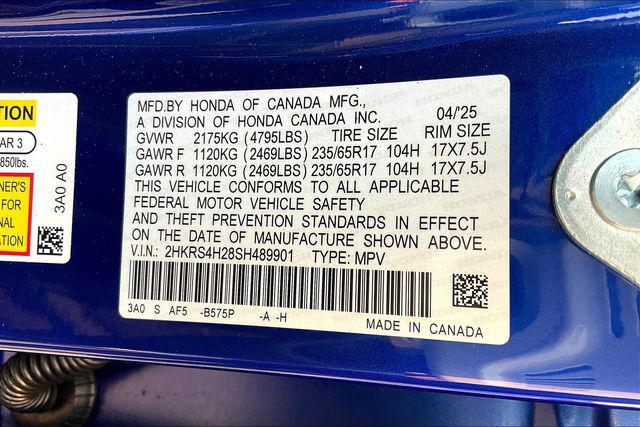 TION
AR 3
850lbs.
NER'S
FOR
NAL
ATION
3A0 A0
MFD.BY HONDA OF CANADA MFG., 04/'25
A DIVISION OF HONDA CANADA INC.
GVWR 2175KG (4795LBS) TIRE SIZE RIM SIZE
GAWR F 1120KG (2469LBS) 235/65R17 104H 17X7.5J
GAWR R 1120KG (2469LBS) 235/65R17 104H 17X7.5J
THIS VEHICLE CONFORMS TO ALL APPLICABLE
FEDERAL MOTOR VEHICLE SAFETY
AND THEFT PREVENTION STANDARDS IN EFFECT
ON THE DATE OF MANUFACTURE SHOWN ABOVE.
V.I.N.: 2HKRS4H28SH489901 TYPE: MPV
3A0 S AF5 -B575P -A -H
MADE IN CANADA